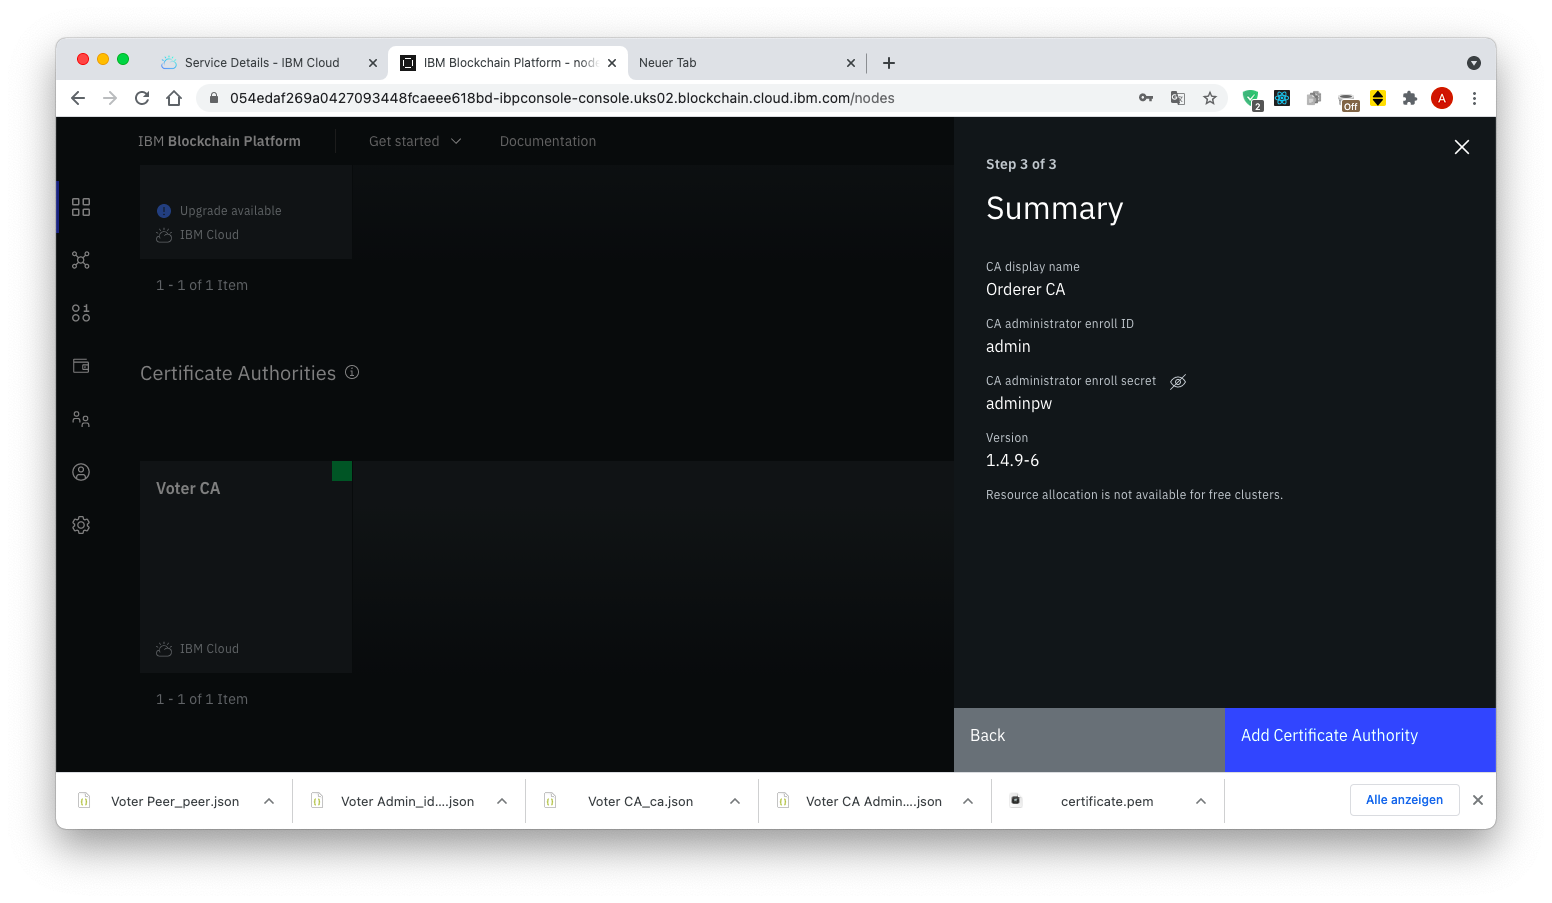 Service Details - IBM Cloud
IBM Blockchain Platform - node
Neuer Tab
054edaf269a0427093448fcaeee618bd-ibpconsole-console.uks02.blockchain.cloud.ibm.com/nodes
2
Off
A
IBM Blockchain Platform
Get started
Documentation
Upgrade available
IBM Cloud
1 - 1 of 1 Item
Certificate Authorities
Voter CA
IBM Cloud
1 - 1 of 1 Item
Step 3 of 3
Summary
CA display name
Orderer CA
CA administrator enroll ID
admin
CA administrator enroll secret
adminpw
Version
1.4.9-6
Resource allocation is not available for free clusters.
Back
Add Certificate Authority
Voter Peer_peer.json
Voter Admin_id....json
Voter CA_ca.json
Voter CA Admin....json
certificate.pem
Alle anzeigen